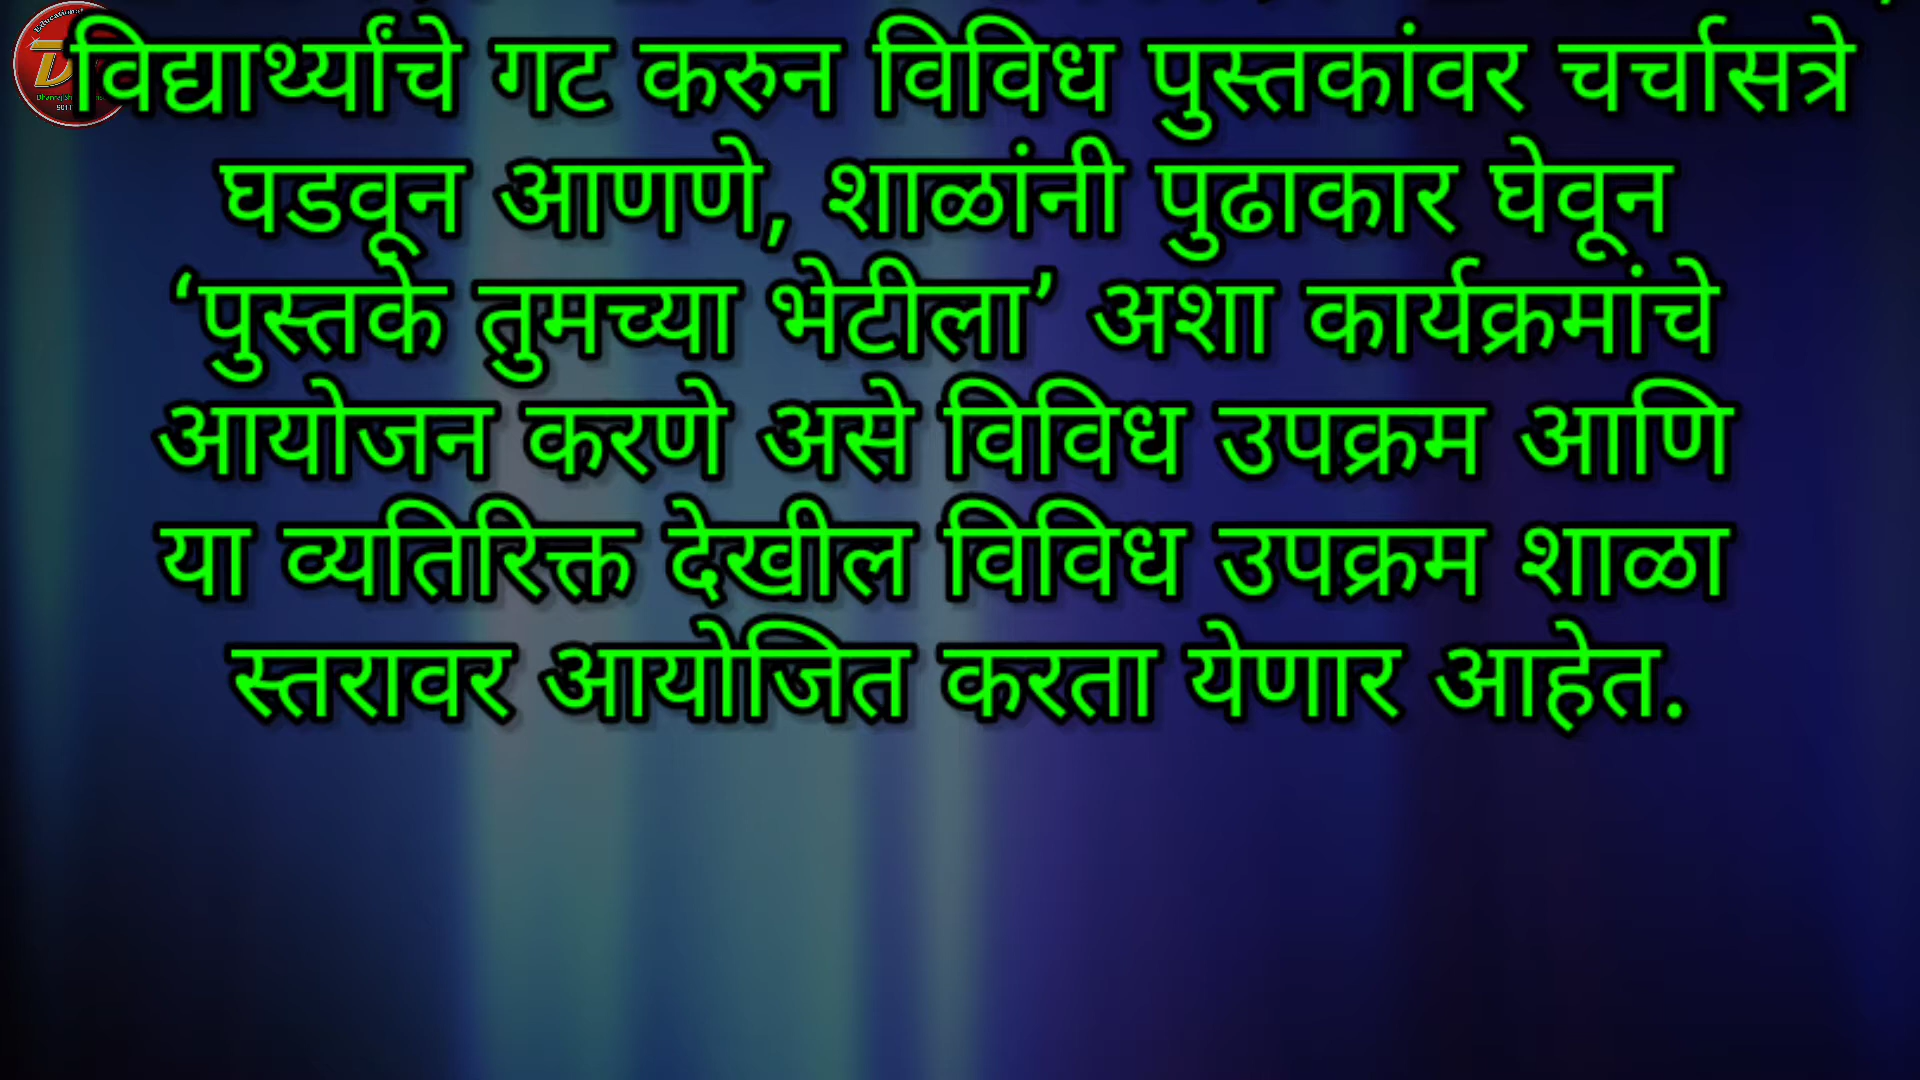 विद्यार्थ्यांचे गट करुन विविध पुस्तकांवर चर्चासत्रे
घडवून आणणे, शाळांनी पुढाकार घेवून
‘पुस्तके तुमच्या भेटीला’ अशा कार्यक्रमांचे
आयोजन करणे असे विविध उपक्रम आणि
या व्यतिरिक्त देखील विविध उपक्रम शाळा
स्तरावर आयोजित करता येणार आहेत.